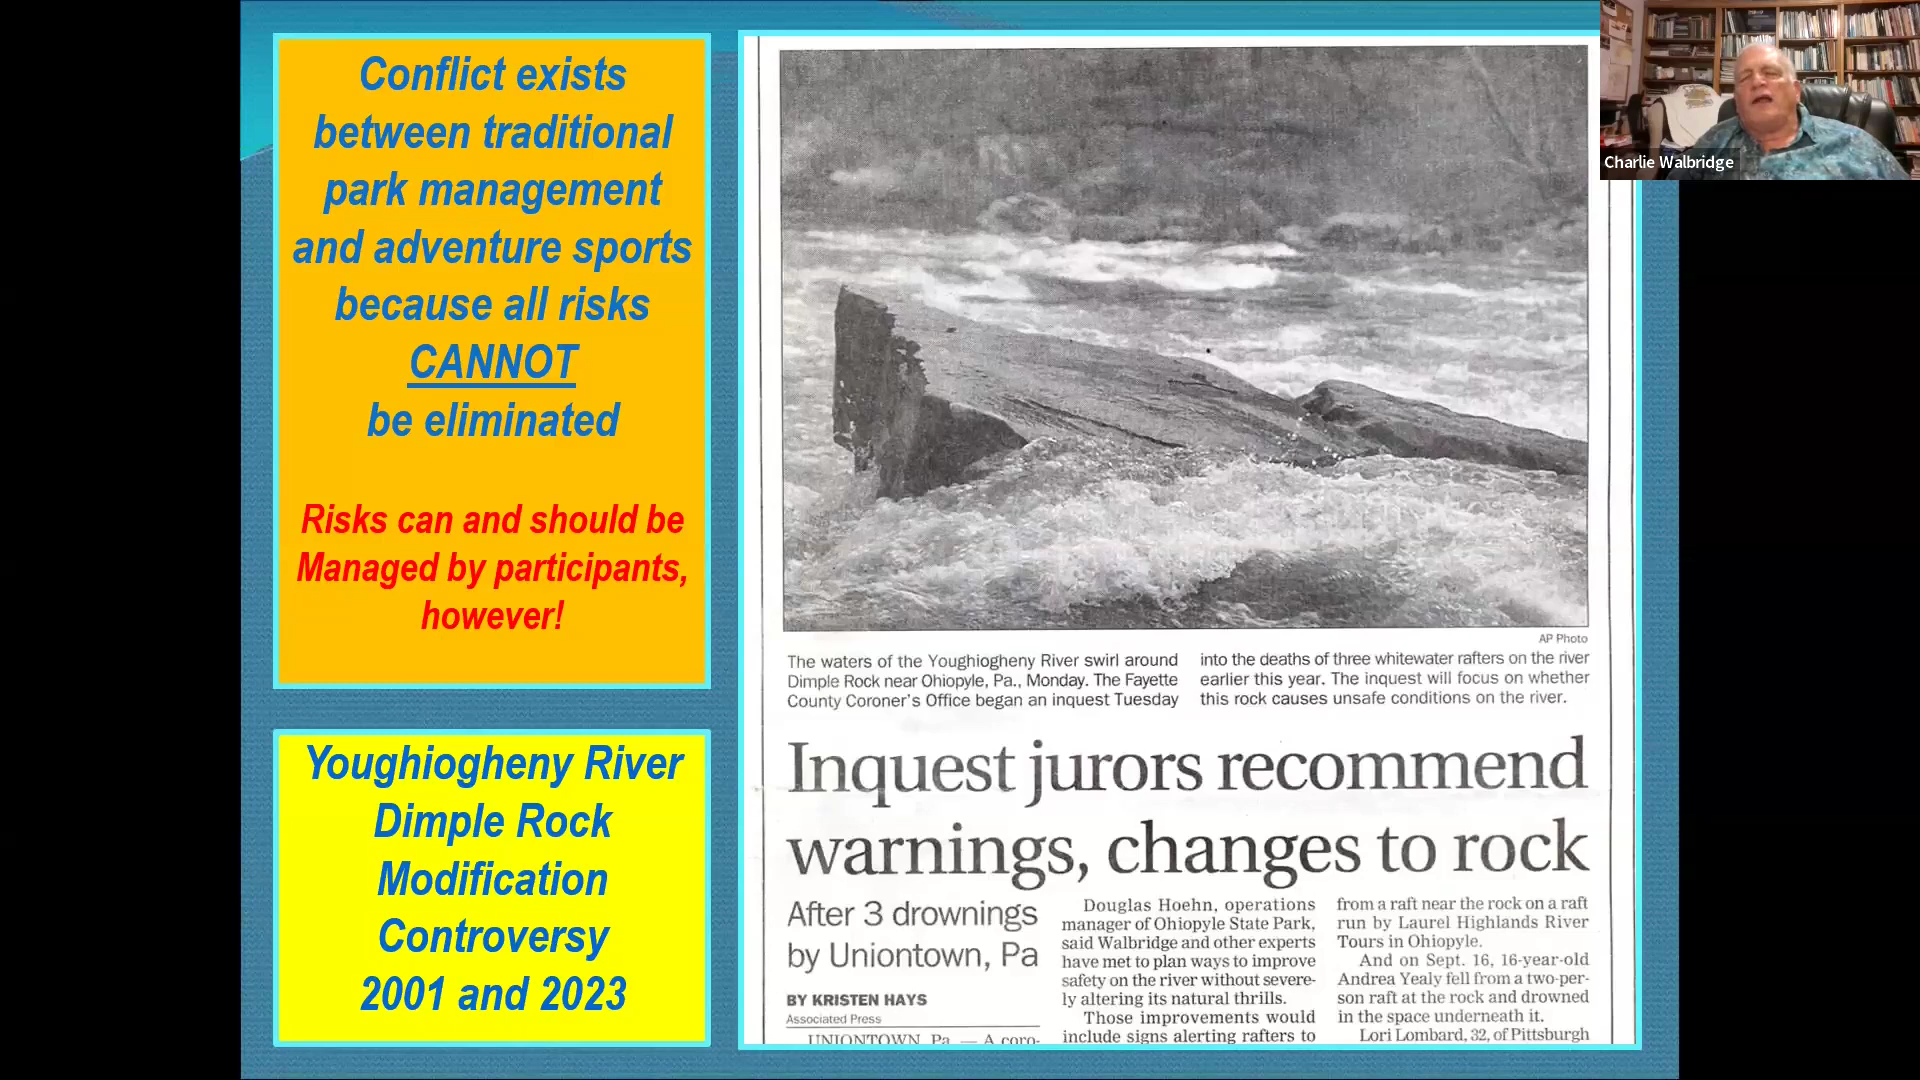 Conflict exists
between traditional
park management
and adventure sports
because all risks
CANNOT
be eliminated
Risks can and should be
Managed by participants,
however!
Youghiogheny River
Dimple Rock
Modification
Controversy
2001 and 2023
AP Photo
The waters of the Youghiogheny River swirl around
Dimple Rock near Ohiopyle, Pa., Monday. The Fayette
County Coroner's Office began an inquest Tuesday
into the deaths of three whitewater rafters on the river
earlier this year. The inquest will focus on whether
this rock causes unsafe conditions on the river.
Inquest jurors recommend
warnings, changes to rock
After 3 drownings
by Uniontown, Pa
BY KRISTEN HAYS
Associated Press
UNIONTOWN, Pa. — A coro-
Douglas Hoehn, operations
manager of Ohiopyle State Park,
said Walbridge and other experts
have met to plan ways to improve
safety on the river without severe-
ly altering its natural thrills.
Those improvements would
include signs alerting rafters to
from a raft near the rock on a raft
run by Laurel Highlands River
Tours in Ohiopyle.
And on Sept. 16, 16-year-old
Andrea Yealy fell from a two-per-
son raft at the rock and drowned
in the space underneath it.
Lori Lombard, 32, of Pittsburgh
Charlie Walbridge